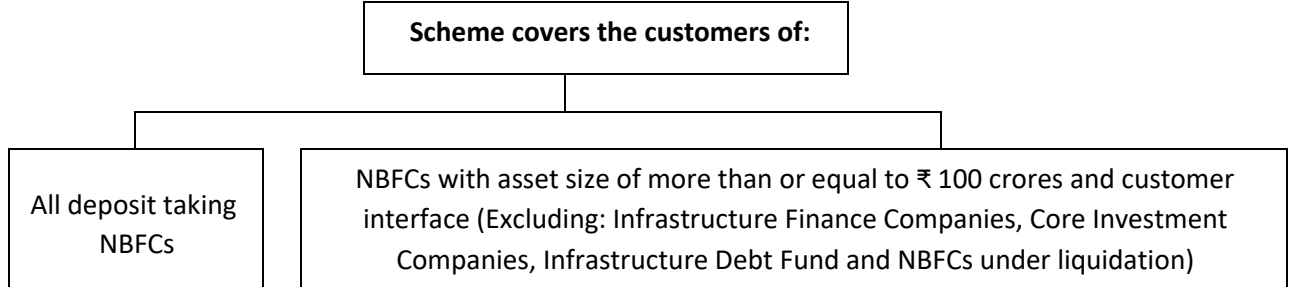 Scheme covers the customers of:
All deposit taking
NBFCs
NBFCs with asset size of more than or equal to ₹ 100 crores and customer
interface (Excluding: Infrastructure Finance Companies, Core Investment
Companies, Infrastructure Debt Fund and NBFCs under liquidation)